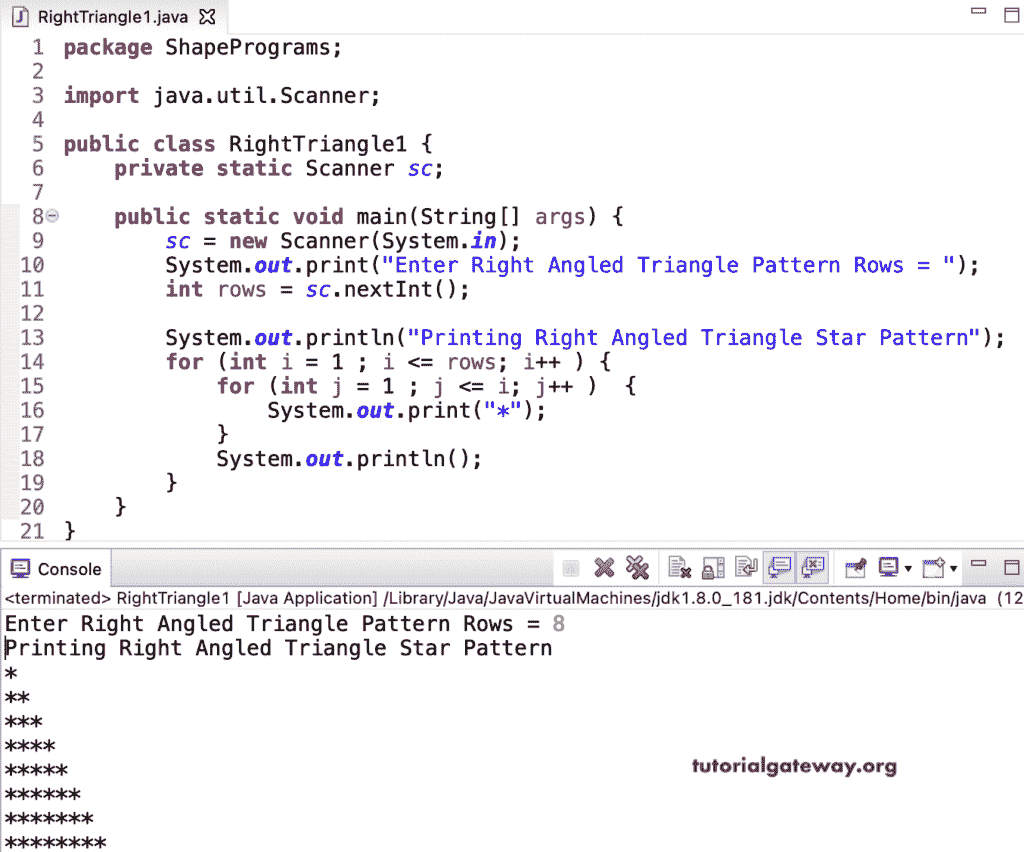 RightTriangle1.java
1 package ShapePrograms;
2
3 import java.util.Scanner;
4
5 public class RightTriangle1 {
6     private static Scanner sc;
7
8     public static void main(String[] args) {
9         sc = new Scanner(System.in);
10         System.out.print("Enter Right Angled Triangle Pattern Rows = ");
11         int rows = sc.nextInt();
12
13         System.out.println("Printing Right Angled Triangle Star Pattern");
14         for (int i = 1 ; i <= rows; i++ ) {
15             for (int j = 1 ; j <= i; j++ )  {
16                 System.out.print("*");
17             }
18             System.out.println();
19         }
20     }
21 }
Console
<terminated> RightTriangle1 [Java Application] /Library/Java/JavaVirtualMachines/jdk1.8.0_181.jdk/Contents/Home/bin/java (12
Enter Right Angled Triangle Pattern Rows = 8
Printing Right Angled Triangle Star Pattern
*
**
***
****
*****
******
*******
********
tutorialgateway.org